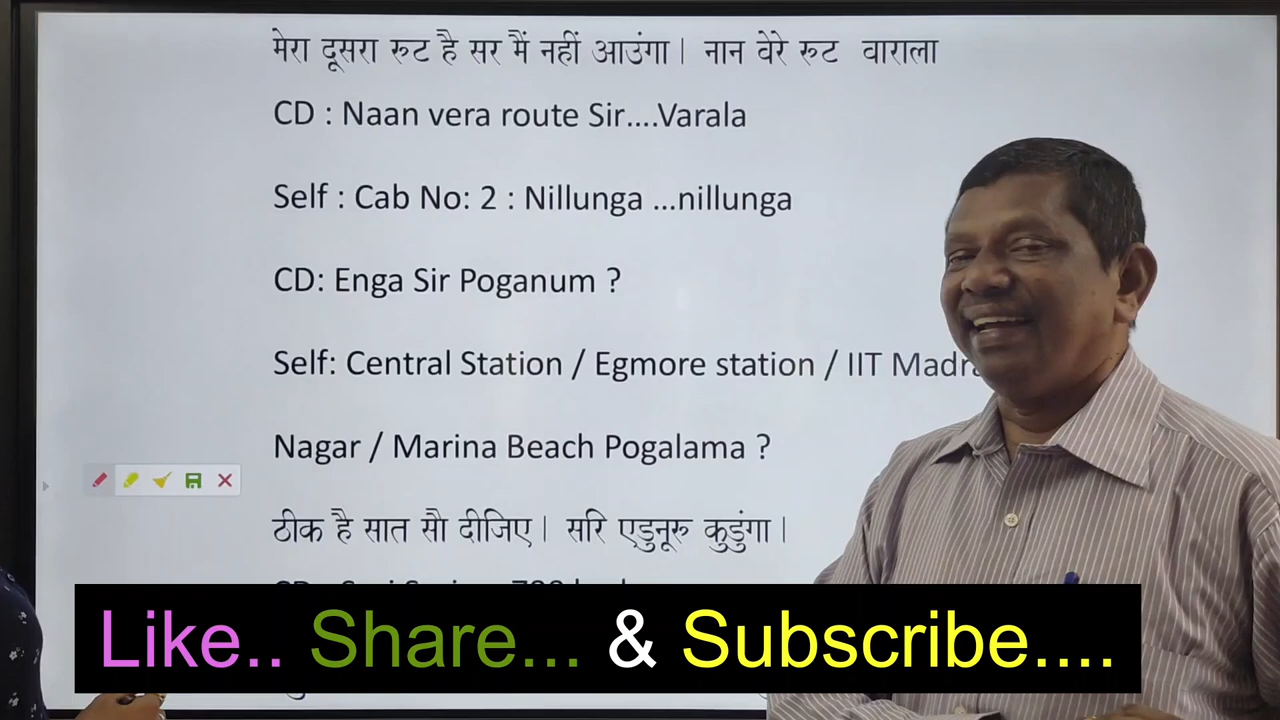 मेरा दूसरा रूट है सर मैं नहीं आउंगा। नान वेरे रूट वाराला
CD : Naan vera route Sir....Varala
Self : Cab No: 2 : Nillunga ...nillunga
CD: Enga Sir Poganum ?
Self: Central Station / Egmore station / IIT
Nagar / Marina Beach Pogalama ?
ठीक है सात सौ दीजिए। सरि एडुनूरु कुडुंगा।
Like.. Share... & Subscribe....